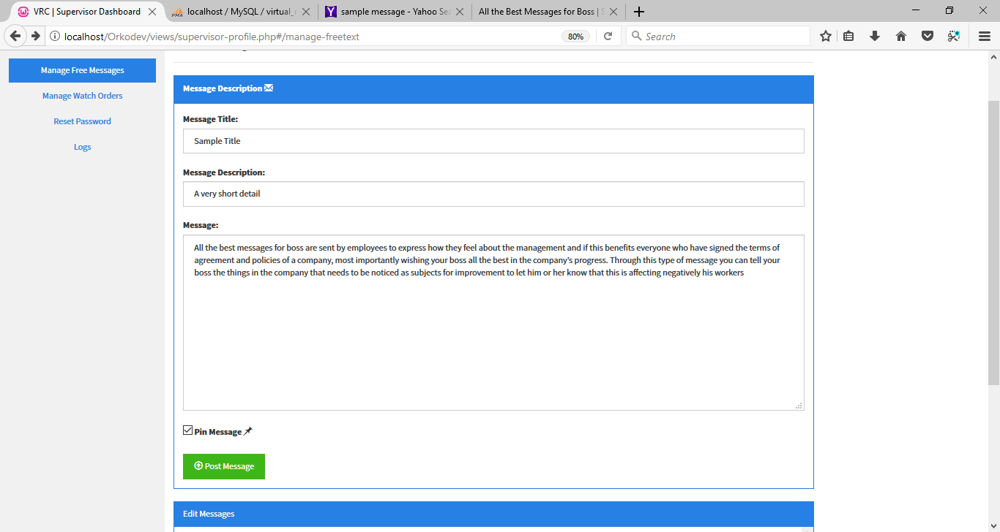 VRC | Supervisor Dashboard
localhost / MySQL / virtual_
sample message - Yahoo Se
All the Best Messages for Boss |
localhost/Orkodev/views/supervisor-profile.php#/manage-freetext
80%
Search
Manage Free Messages
Manage Watch Orders
Reset Password
Logs
Message Description
Message Title:
Sample Title
Message Description:
A very short detail
Message:
All the best messages for boss are sent by employees to express how they feel about the management and if this benefits everyone who have signed the terms of
agreement and policies of a company, most importantly wishing your boss all the best in the company’s progress. Through this type of message you can tell your
boss the things in the company that needs to be noticed as subjects for improvement to let him or her know that this is affecting negatively his workers
Pin Message
Post Message
Edit Messages